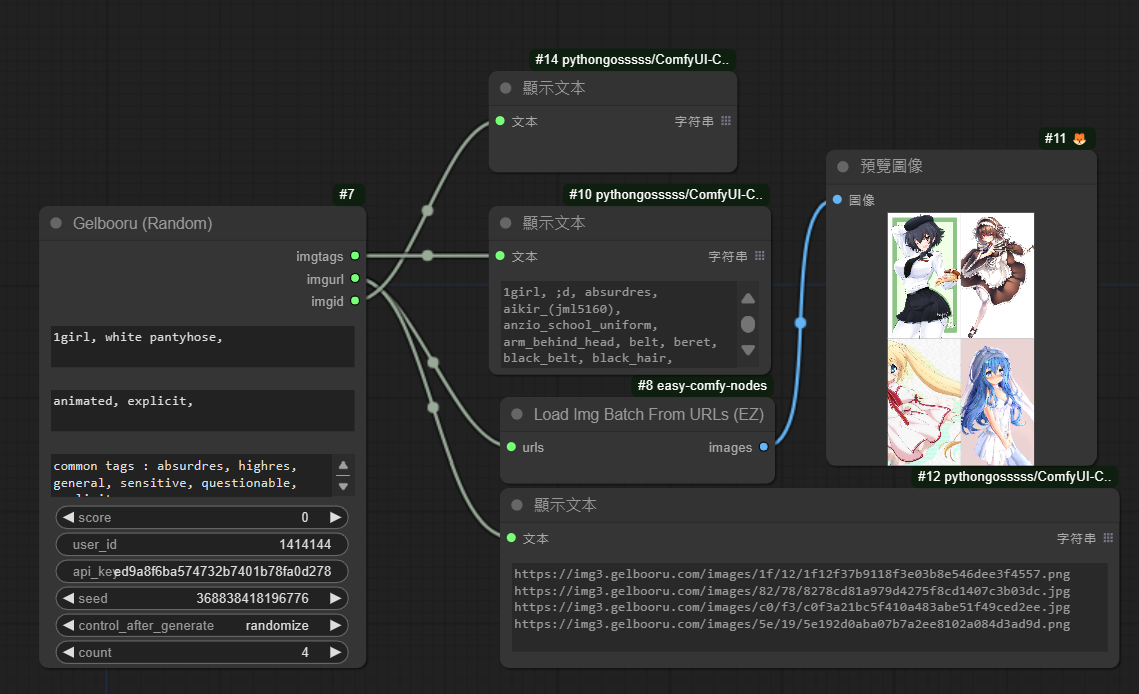 #14 pythongosssss/ComfyUI-C..
顯示文本
文本 字符串
#10 pythongosssss/ComfyUI-C..
#11
預覽圖像
#7
圖像
Gelbooru (Random)
顯示文本
imgtags
文本 字符串
imgurl
imgid
1girl, ;d, absurdres,
aikir_(jml5160),
anzio_school_uniform,
arm_behind_head, belt, beret,
black_belt, black_hair,
1girl, white pantyhose,
#8 easy-comfy-nodes
animated, explicit,
Load Img Batch From URLs (EZ)
urls images
common tags : absurdres, highres,
general, sensitive, questionable,
#12 pythongosssss/ComfyUI-C..
顯示文本
score 0
user_id 1414144
文本 字符串
api_key ed9a8f6ba574732b7401b78fa0d278
seed 368838418196776
control_after_generate randomize
count 4
https://img3.gelbooru.com/images/1f/12/1f12f37b9118f3e03b8e546dee3f4557.png
https://img3.gelbooru.com/images/82/78/8278cd81a979d4275f8cd1407c3b03dc.jpg
https://img3.gelbooru.com/images/c0/f3/c0f3a21bc5f410a483abe51f49ced2ee.jpg
https://img3.gelbooru.com/images/5e/19/5e192d0aba07b7a2ee8102a084d3ad9d.png